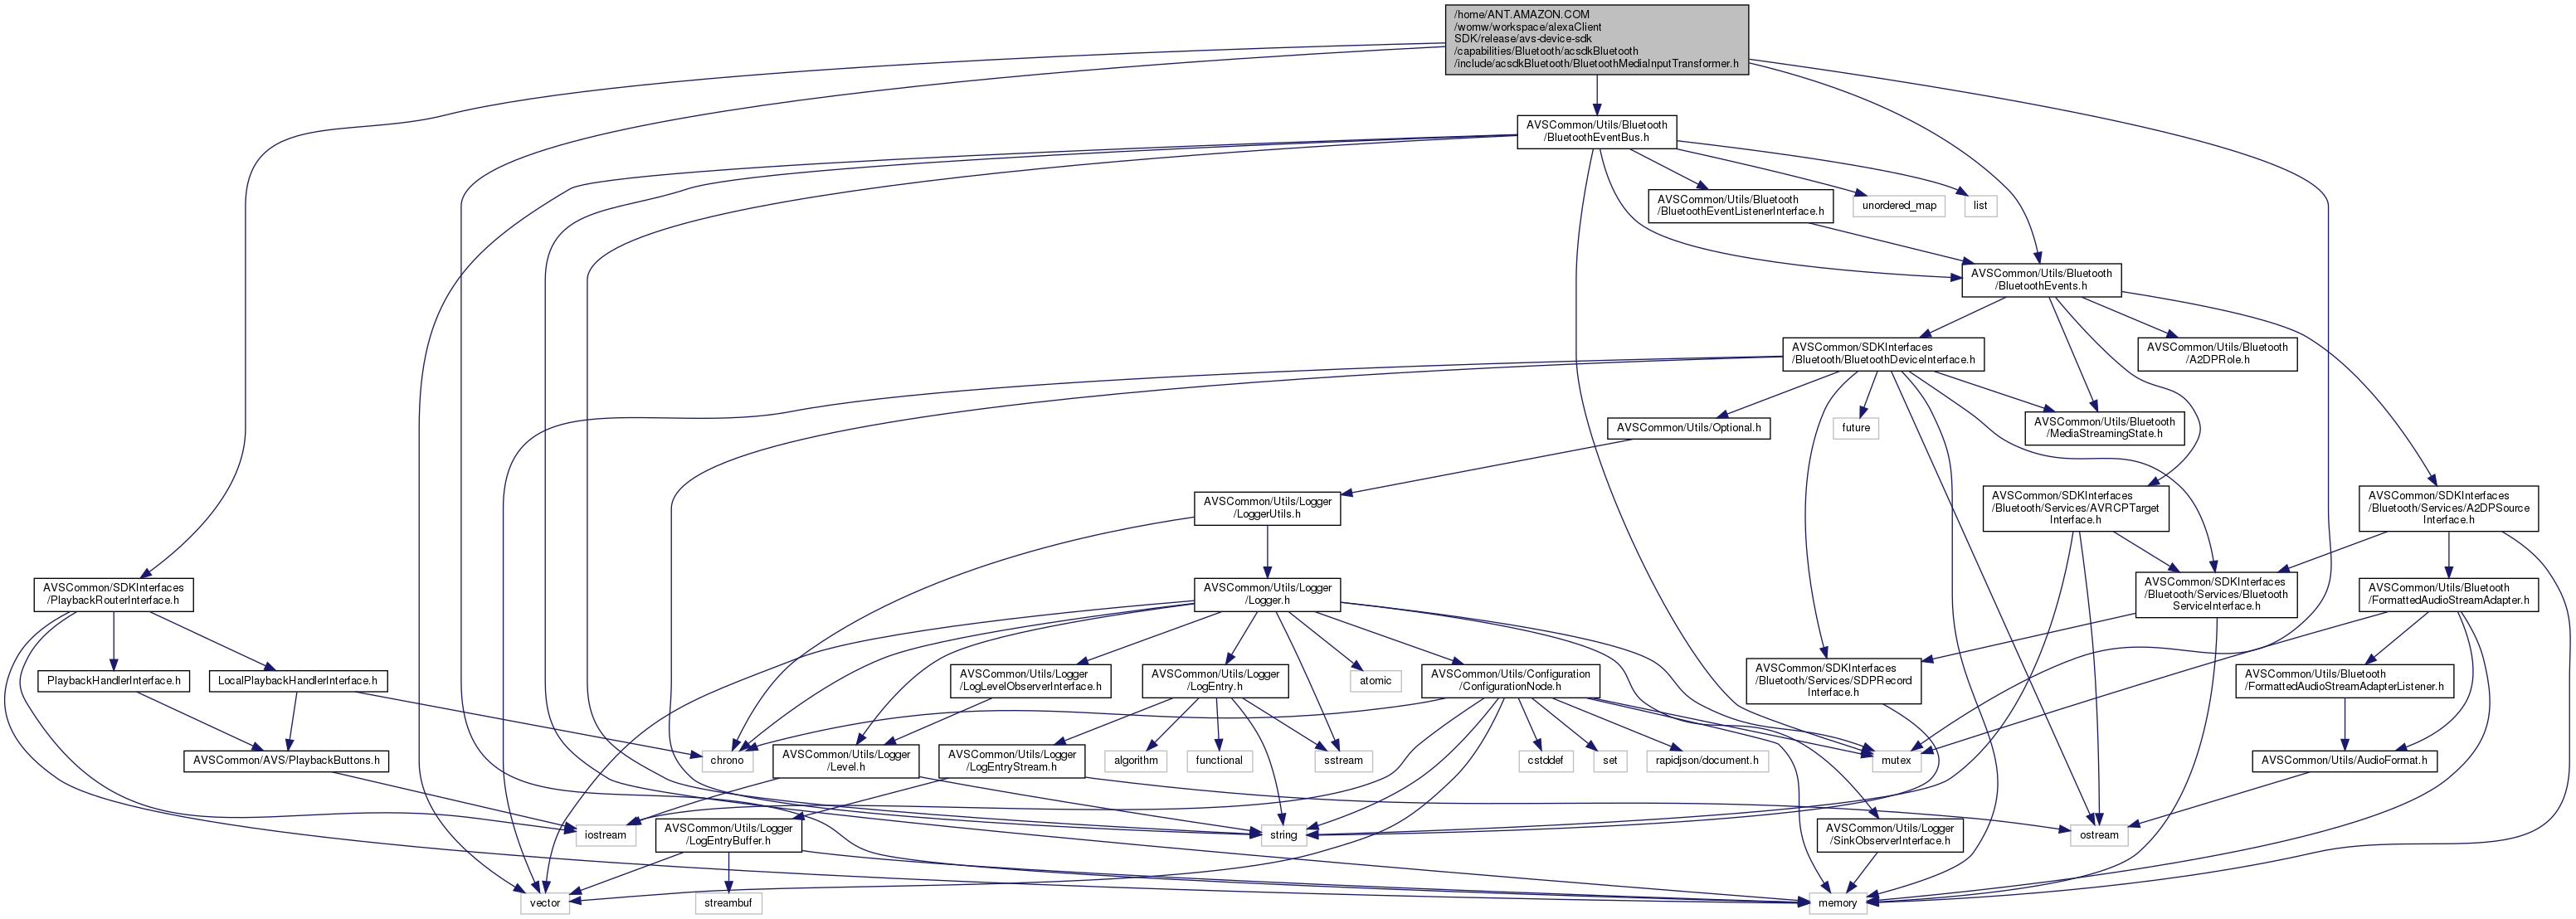 /home/ANT.AMAZON.COM
/womw/workspace/alexaClient
SDK/release/avs-device-sdk
/capabilities/Bluetooth/acsdkBluetooth
/include/acsdkBluetooth/BluetoothMediaInputTransformer.h
AVSCommon/Utils/Bluetooth
/BluetoothEventBus.h
AVSCommon/Utils/Bluetooth
/BluetoothEventListenerInterface.h
unordered_map
list
AVSCommon/Utils/Bluetooth
/BluetoothEvents.h
AVSCommon/SDKInterfaces
/Bluetooth/BluetoothDeviceInterface.h
AVSCommon/Utils/Bluetooth
/A2DPRole.h
AVSCommon/Utils/Optional.h
future
AVSCommon/Utils/Bluetooth
/MediaStreamingState.h
AVSCommon/Utils/Logger
/LoggerUtils.h
AVSCommon/SDKInterfaces
/Bluetooth/Services/AVRCPTarget
Interface.h
AVSCommon/SDKInterfaces
/Bluetooth/Services/A2DPSource
Interface.h
AVSCommon/SDKInterfaces
/PlaybackRouterInterface.h
AVSCommon/Utils/Logger
/Logger.h
AVSCommon/SDKInterfaces
/Bluetooth/Services/Bluetooth
ServiceInterface.h
AVSCommon/Utils/Bluetooth
/FormattedAudioStreamAdapter.h
PlaybackHandlerInterface.h
LocalPlaybackHandlerInterface.h
AVSCommon/Utils/Logger
/LogLevelObserverInterface.h
AVSCommon/Utils/Logger
/LogEntry.h
atomic
AVSCommon/Utils/Configuration
/ConfigurationNode.h
AVSCommon/SDKInterfaces
/Bluetooth/Services/SDPRecord
Interface.h
AVSCommon/Utils/Bluetooth
/FormattedAudioStreamAdapterListener.h
AVSCommon/AVS/PlaybackButtons.h
chrono
AVSCommon/Utils/Logger
/Level.h
AVSCommon/Utils/Logger
/LogEntryStream.h
algorithm
functional
sstream
cstddef
set
rapidjson/document.h
mutex
AVSCommon/Utils/AudioFormat.h
iostream
AVSCommon/Utils/Logger
/LogEntryBuffer.h
string
AVSCommon/Utils/Logger
/SinkObserverInterface.h
ostream
vector
streambuf
memory